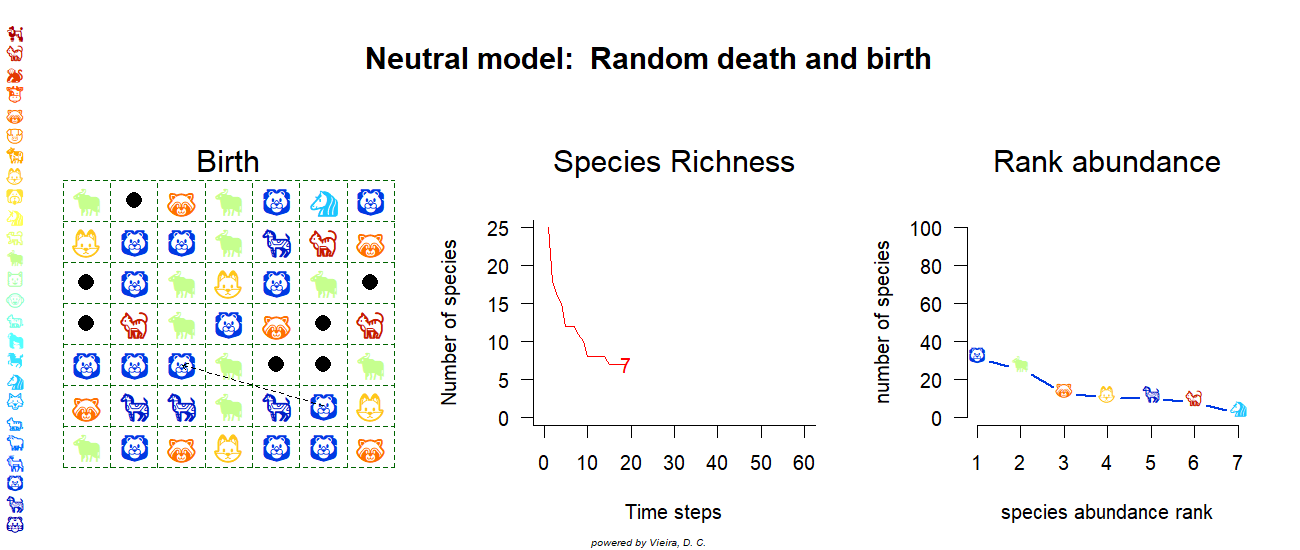 Neutral model:  Random death and birth
Birth
Species Richness
Rank abundance
Number of species
25
20
15
10
5
0
7
0 10 20 30 40 50 60
Time steps
number of species
100
80
60
40
20
0
1 2 3 4 5 6 7
species abundance rank
powered by Vieira, D. C.